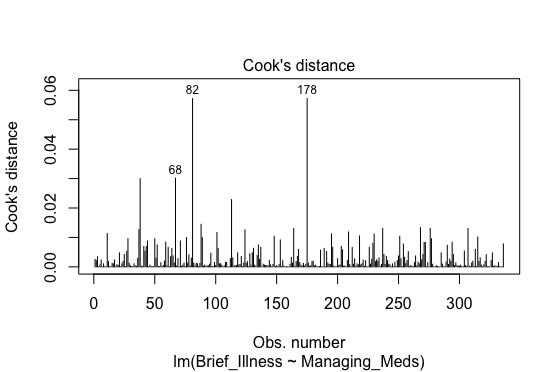 Cook's distance
82
178
68
Cook's distance
0.00
0.02
0.04
0.06
0 50 100 150 200 250 300
Obs. number
lm(Brief_Illness ~ Managing_Meds)